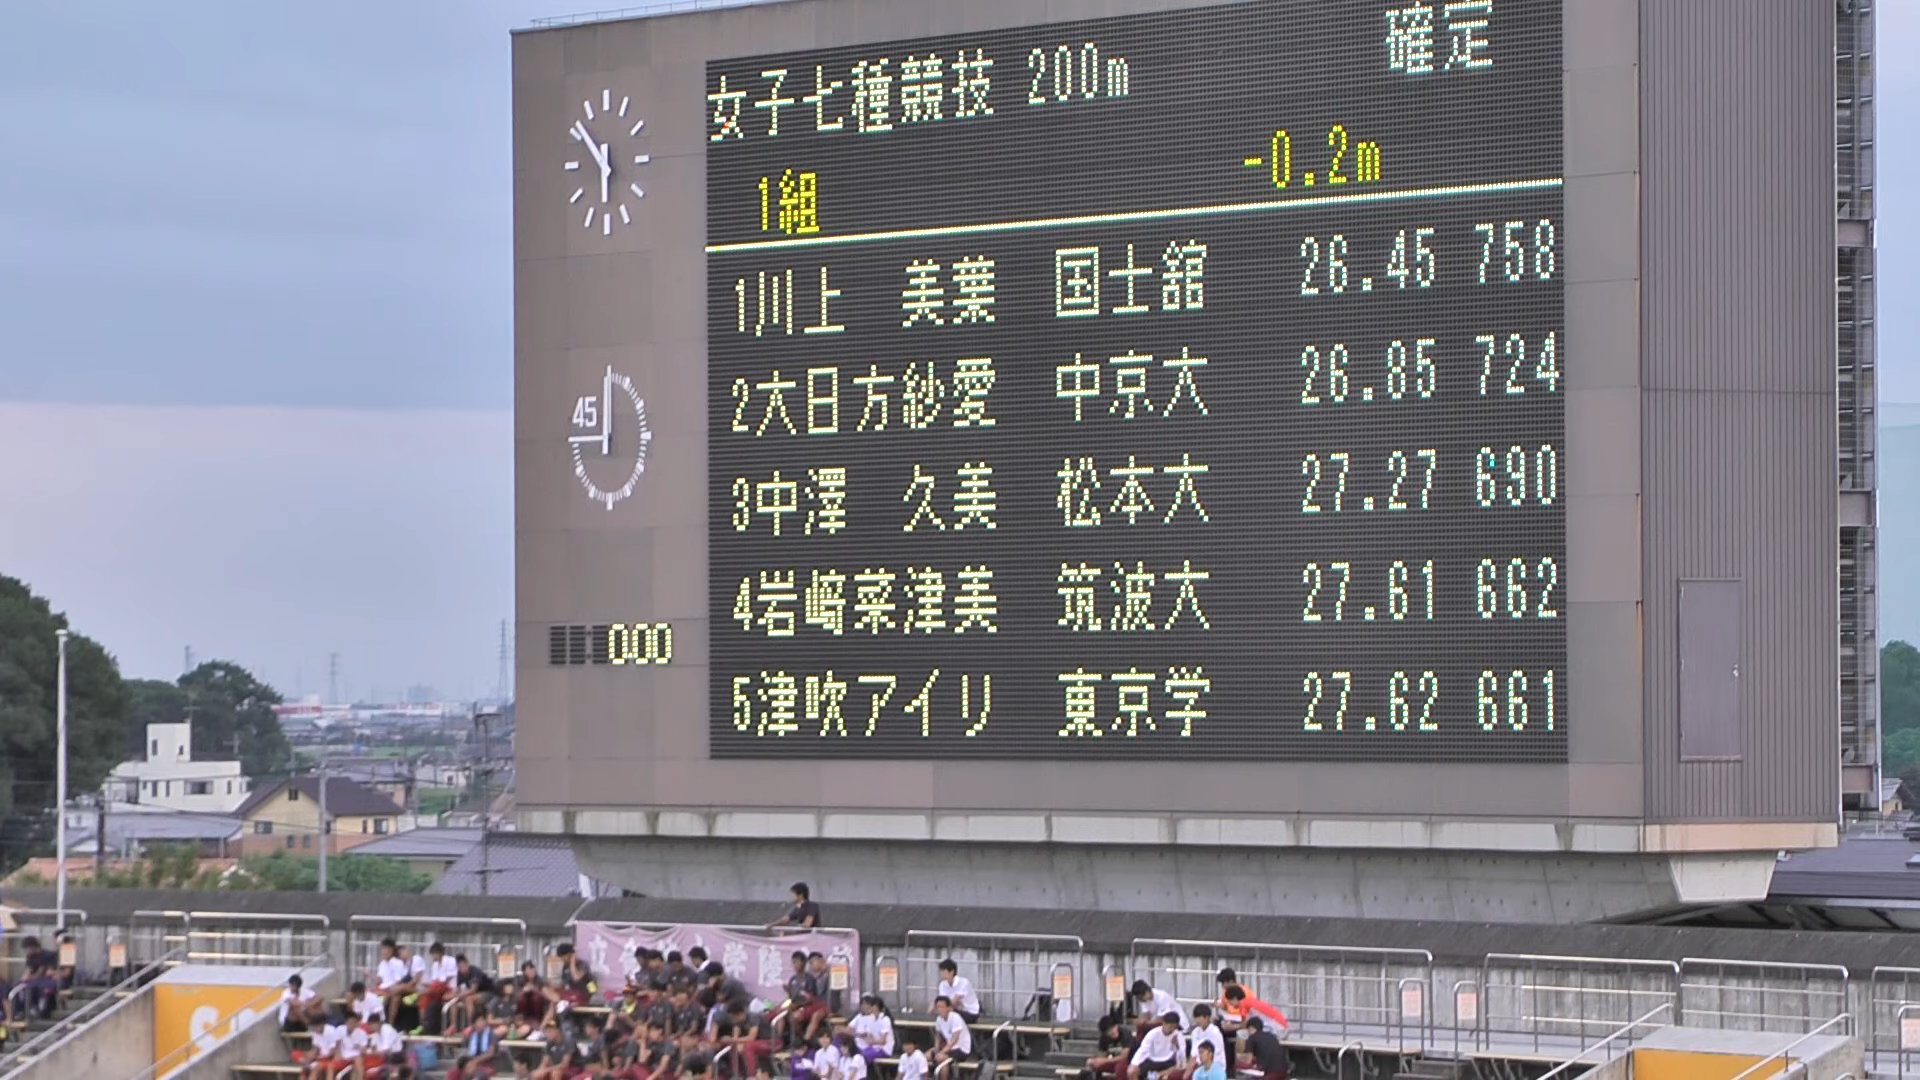 女子七種競技 200m 確定
1組 -0.2m
1川上 美葉 国士舘 26.45 758
2大日方紗愛 中京大 26.85 724
3中澤 久美 松本大 27.27 690
4岩﨑菜津美 筑波大 27.61 662
5津吹アイリ 東京学 27.62 661
45
0.00